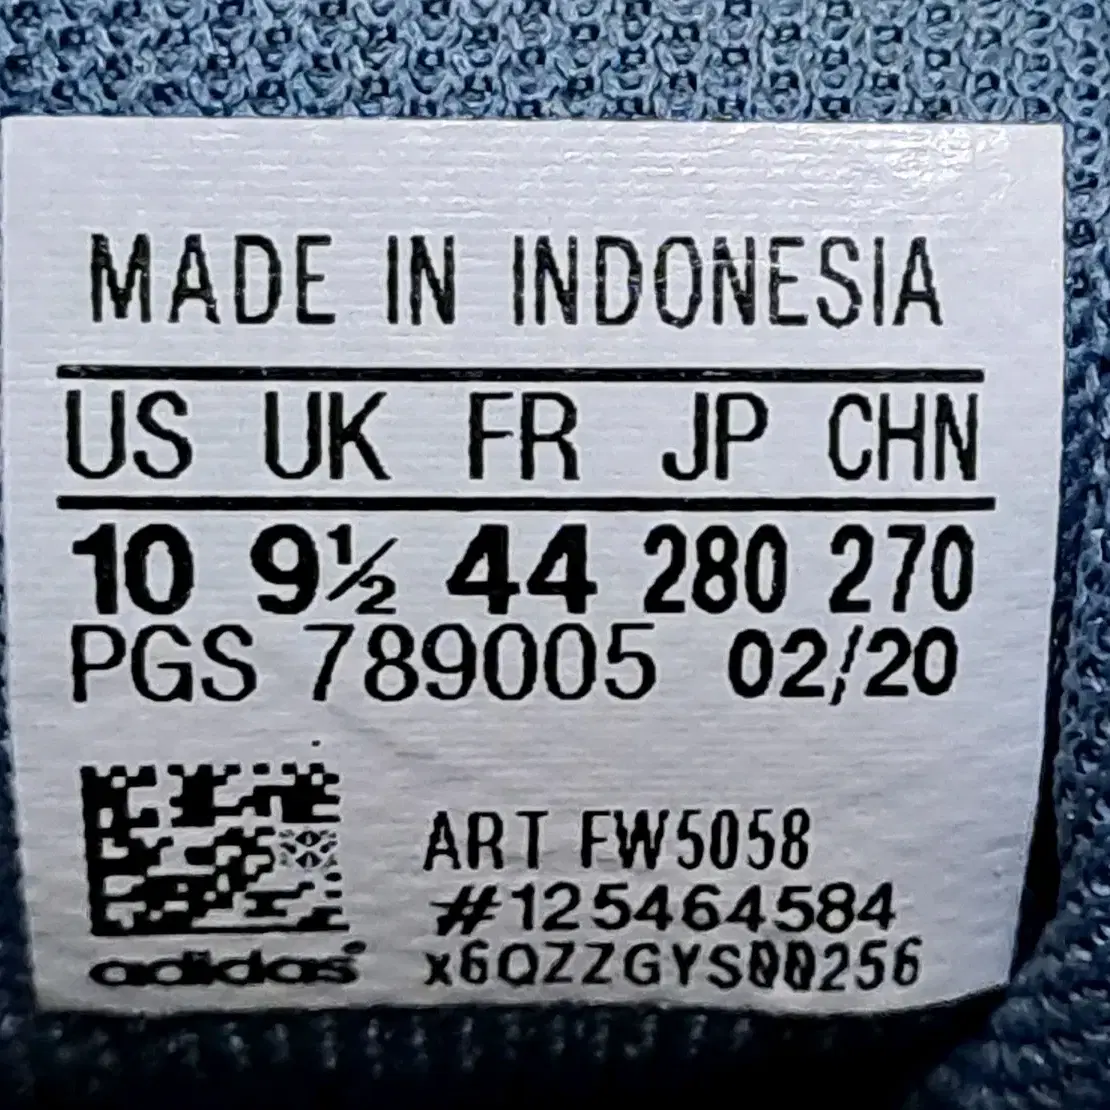 MADE IN INDONESIA
US UK FR JP CHN
10 9½ 44 280 270
PGS 789005 02/20
ART FW5058
#125464584
x6QZZGYS00256
adidas®